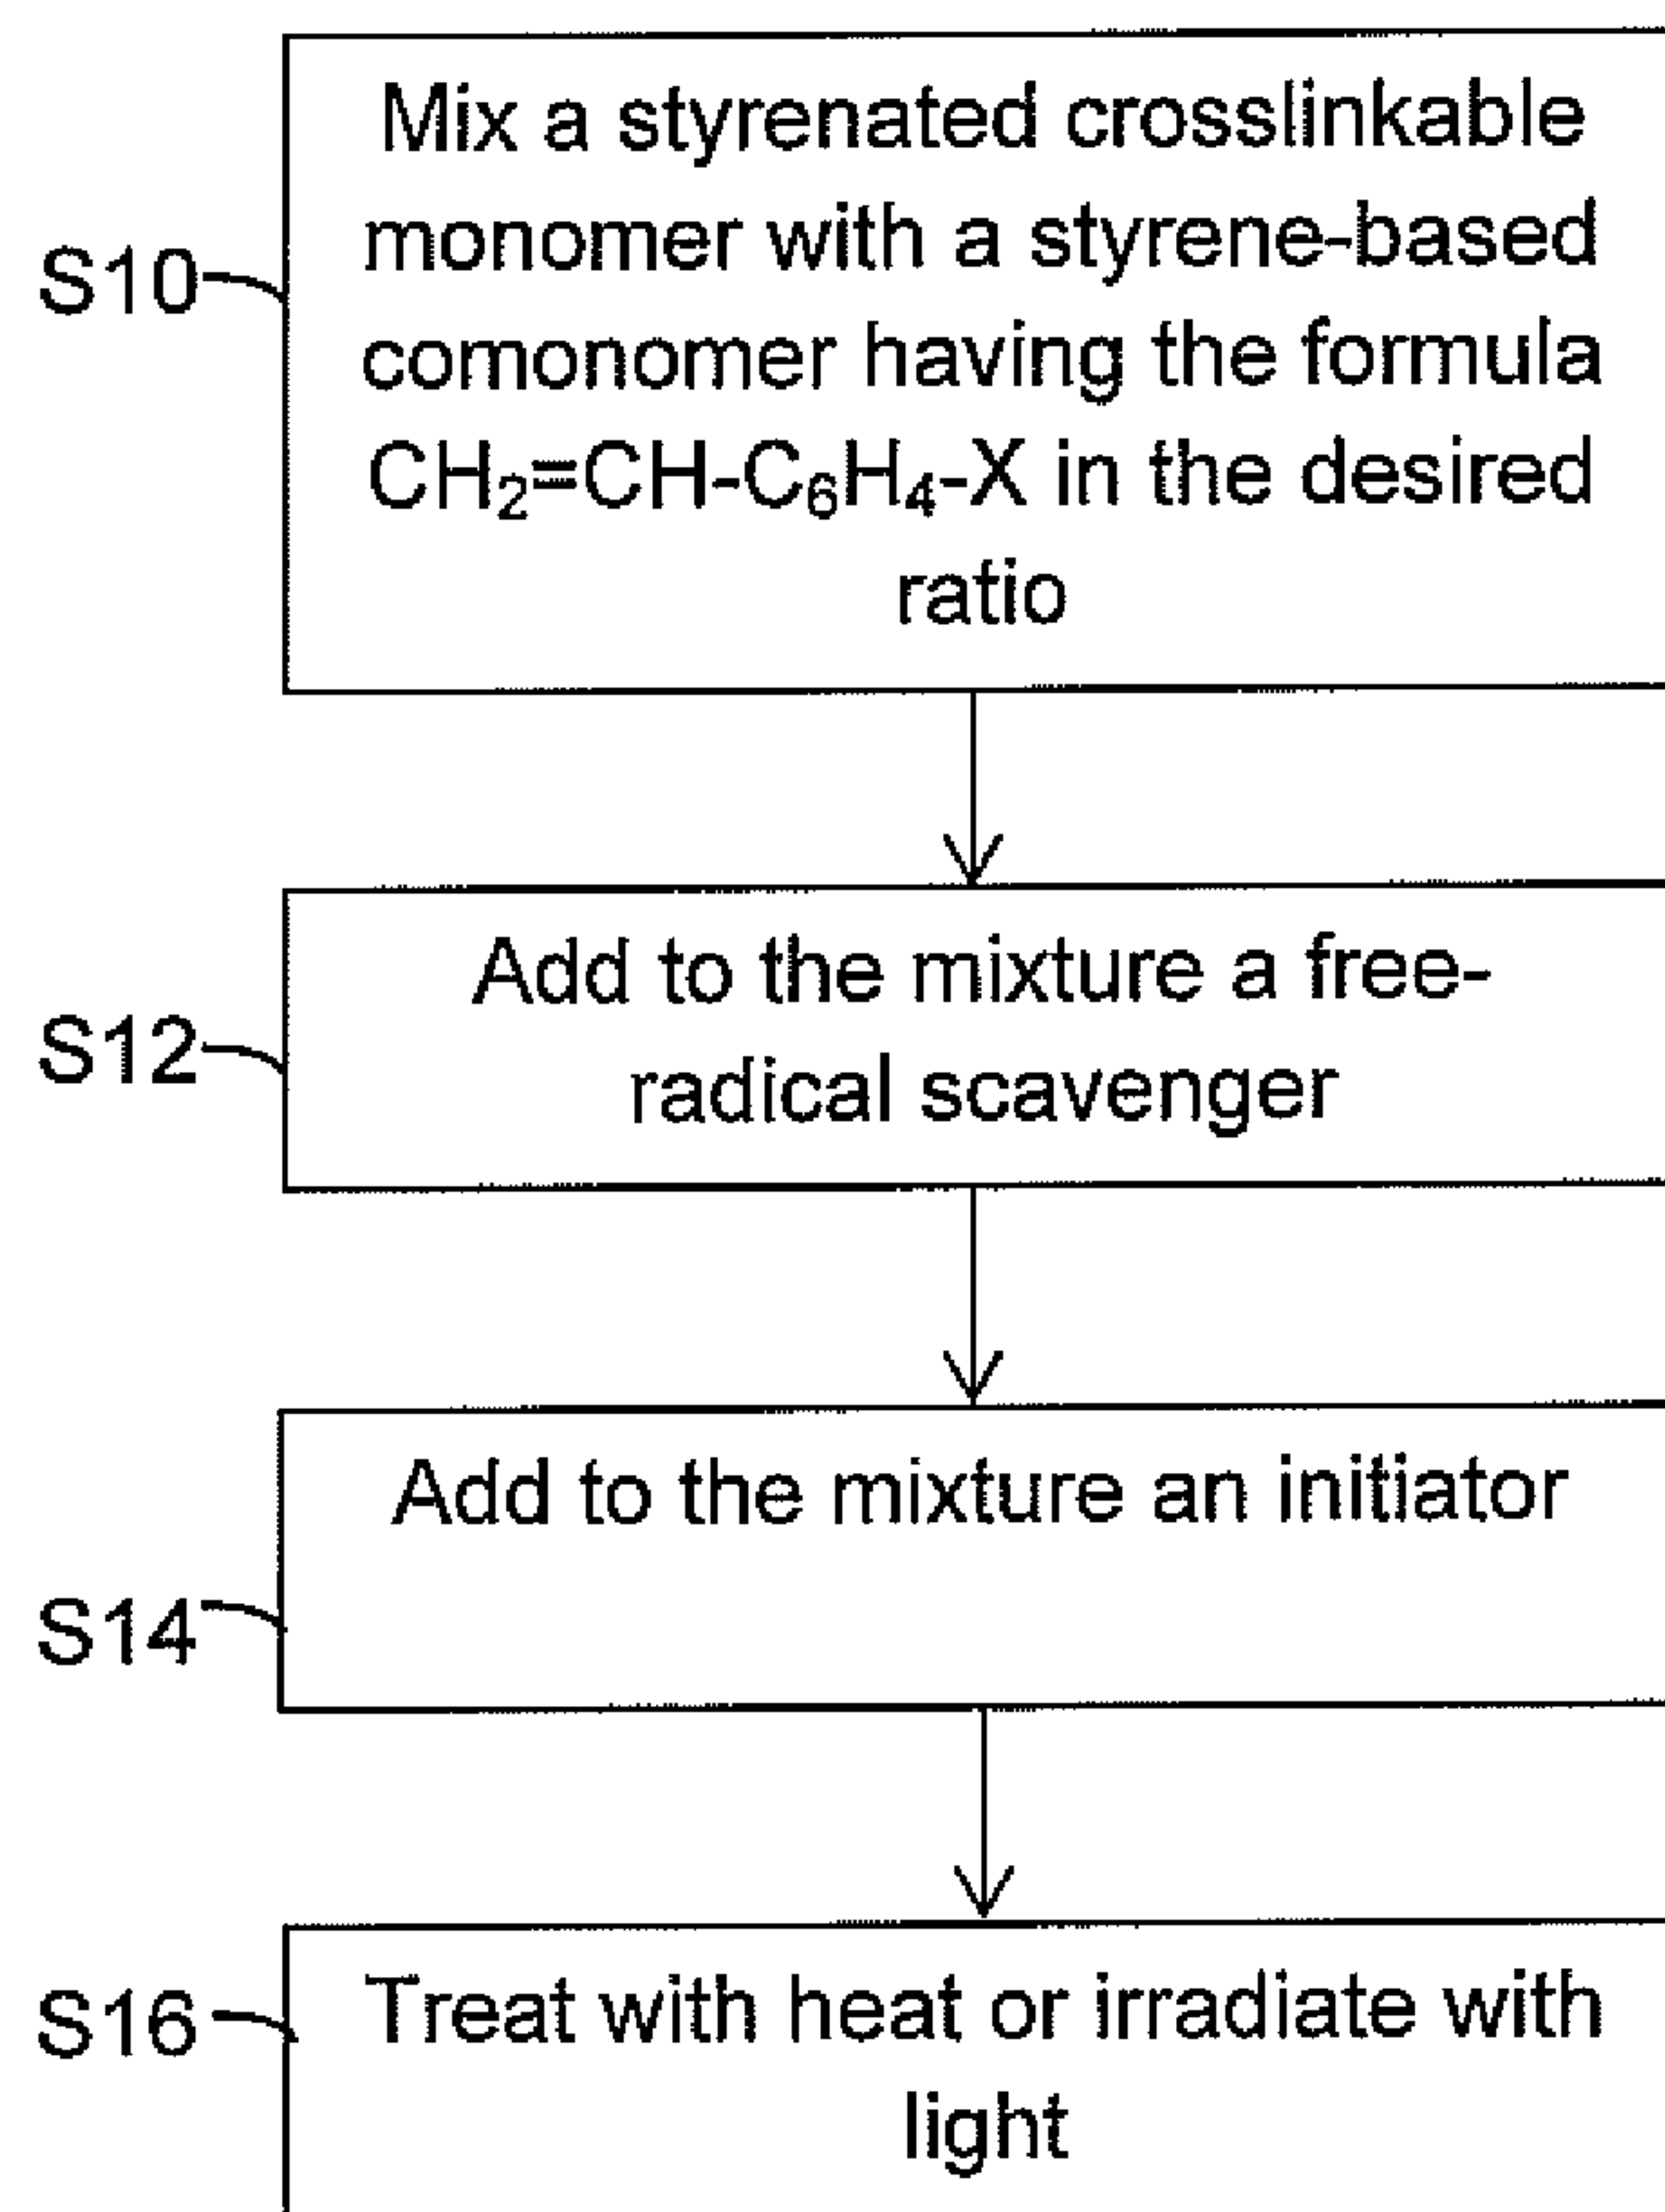 Mix a styrenated crosslinkable
monomer with a styrene-based
S10
comonomer having the formula
CH₂=CH-C₆H₄-X in the desired
ratio
Add to the mixture a free-
S12
radical scavenger
Add to the mixture an initiator
S14
S16
Treat with heat or irradiate with
light